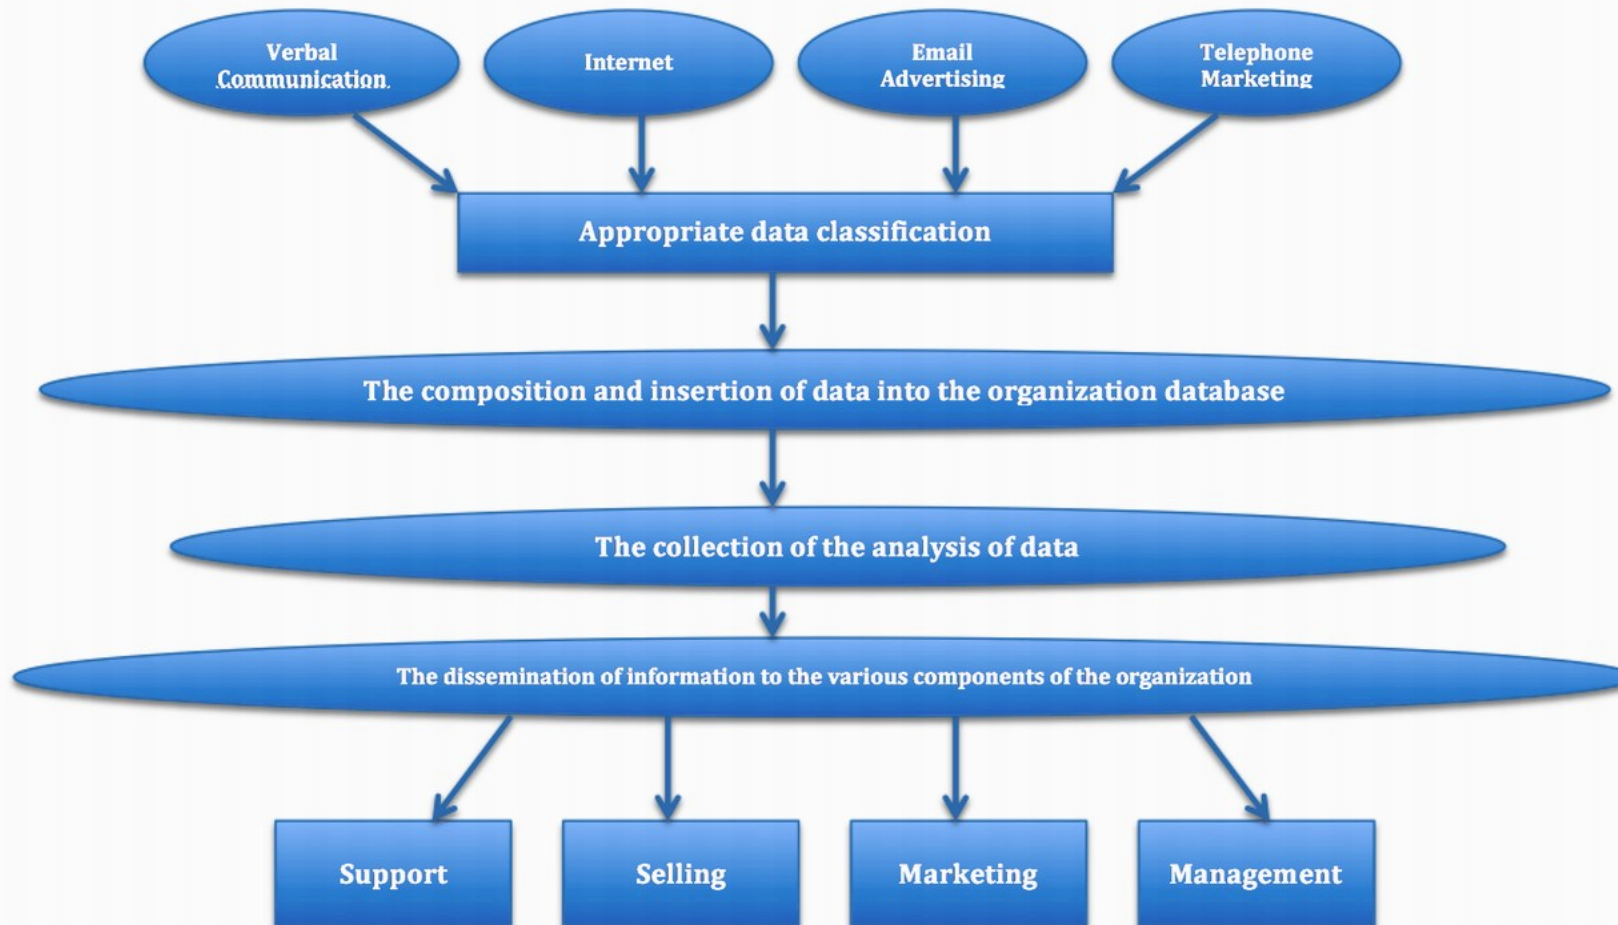 Verbal
Communication.
Internet
Email
Advertising
Telephone
Marketing
Appropriate data classification
The composition and insertion of data into the organization database
The collection of the analysis of data
The dissemination of information to the various components of the organization
Support
Selling
Marketing
Management